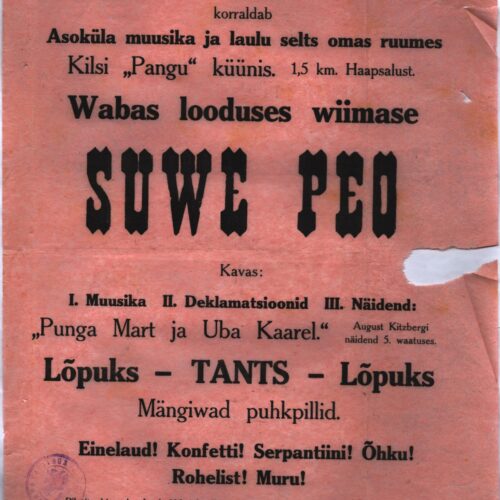 korraldab
Asoküla muusika ja laulu selts omas ruumes
Kilsi „Pangu“ küünis. 1,5 km. Haapsalust.
Wabas looduses wiimase
SUWE PEO
Kavas:
I. Muusika II. Deklamatsioonid III. Näidend:
„Punga Mart ja Uba Kaarel.“ August Kitzbergi
näidend 5. waatuses.
Lõpuks – TANTS – Lõpuks
Mängiwad puhkpillid.
Einelaud! Konfetti! Serpantiini! Õhku!
Rohelist! Muru!